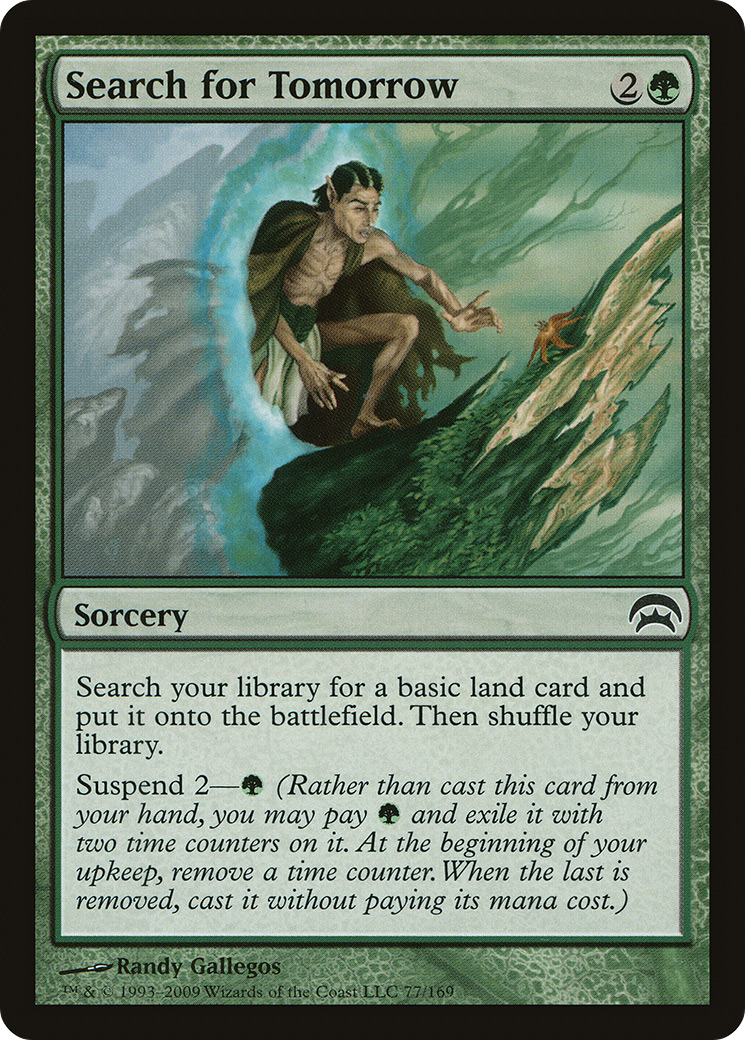 Search for Tomorrow 2
Sorcery
Search your library for a basic land card and
put it onto the battlefield. Then shuffle your
library.
Suspend 2— (Rather than cast this card from
your hand, you may pay and exile it with
two time counters on it. At the beginning of your
upkeep, remove a time counter. When the last is
removed, cast it without paying its mana cost.)
Randy Gallegos
™ & © 1993–2009 Wizards of the Coast LLC 77/169